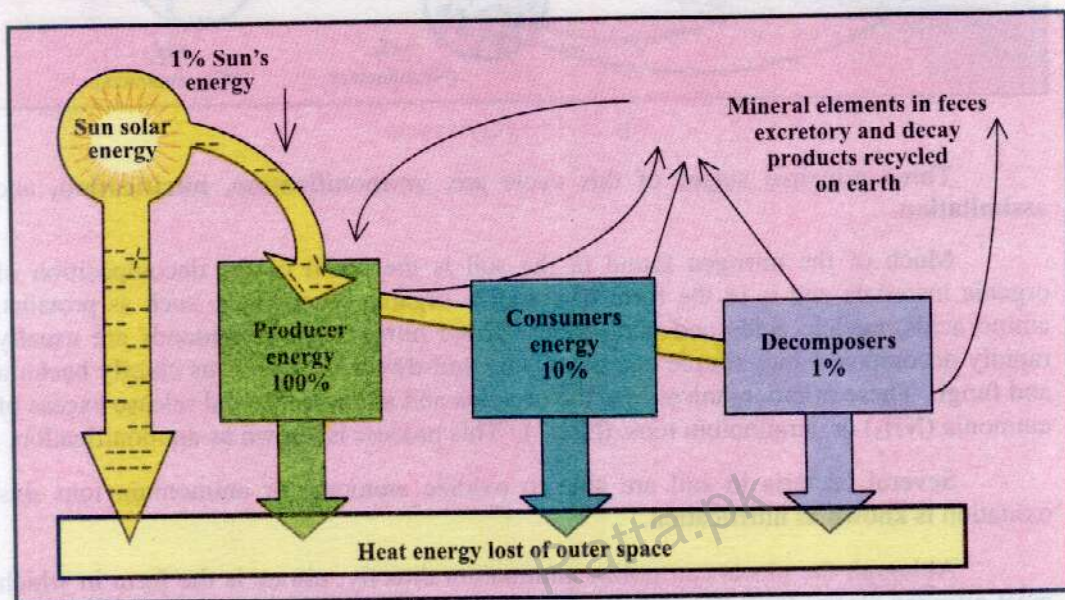 1% Sun's
energy
Sun solar
energy
Mineral elements in feces
excretory and decay
products recycled
on earth
Producer
energy
100%
Consumers
energy
10%
Decomposers
1%
Heat energy lost of outer space
Ratta.pk